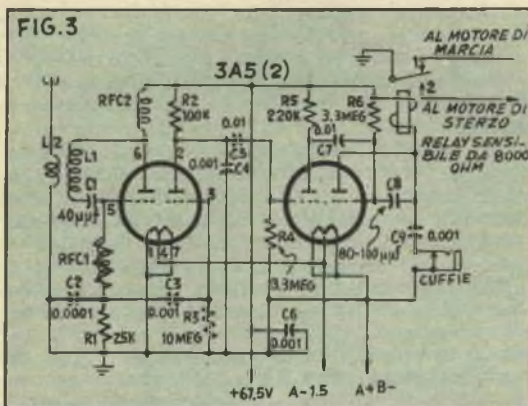 FIG.3
AL MOTORE DI
MARCIA
3A5(2)
2
RFC2
R2
100K
R5
220K
R6
3,3MEG
AL MOTORE DI
STERZO
0.01
0.01
C7
RELAY SENSI-
BILE DA 8000
OHM
L2
L1
6
2
C5
0.001
C4
C1
5
3
C8
40µµF
R4
80-100µµF
C9
0,001
RFC1
1 4 7
3.3MEG
CUFFIE
C2
C3
0.0001
0.001
R3
C6
R1
25K
10MEG
0.001
+67.5V
A-1.5
A+B-